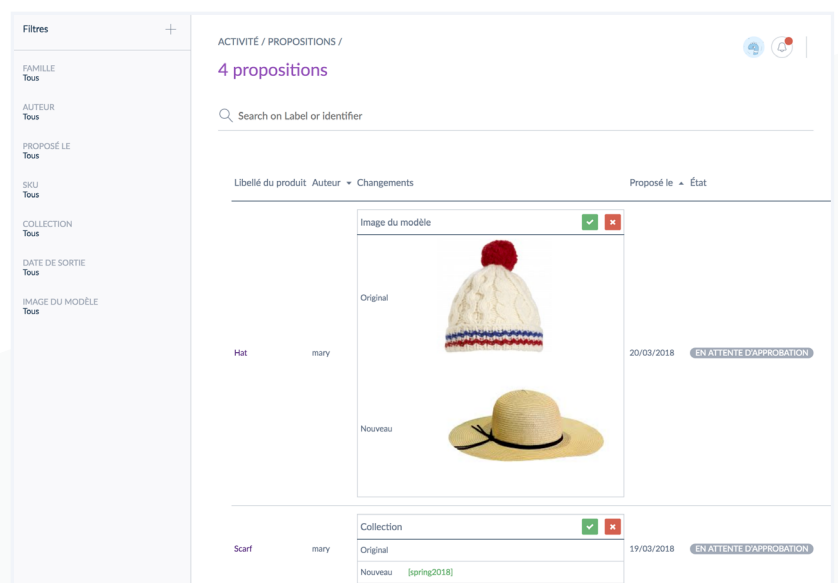 Filtres
FAMILLE
Tous
AUTEUR
Tous
PROPOSÉ LE
Tous
SKU
Tous
COLLECTION
Tous
DATE DE SORTIE
Tous
IMAGE DU MODÈLE
Tous
ACTIVITÉ / PROPOSITIONS /
4 propositions
Search on Label or identifier
Libellé du produit Auteur Changements Proposé le État
Image du modèle
Original
Hat mary 20/03/2018 EN ATTENTE D'APPROBATION
Nouveau
Collection
Scarf mary Original 19/03/2018 EN ATTENTE D'APPROBATION
Nouveau [spring2018]